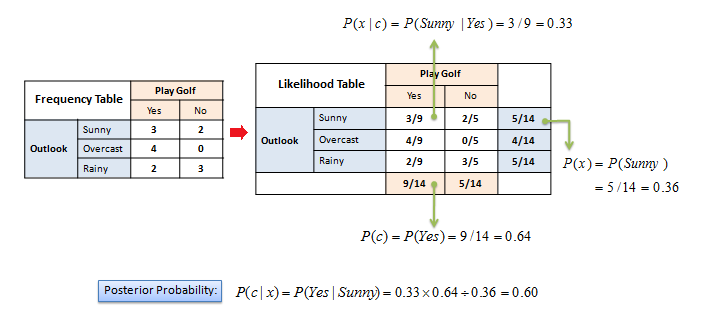 P(x | c) = P(Sunny | Yes) = 3 / 9 = 0.33
Frequency Table
Play Golf
Yes No
Outlook
Sunny 3 2
Overcast 4 0
Rainy 2 3
Likelihood Table
Play Golf
Yes No
Outlook
Sunny 3/9 2/5 5/14
Overcast 4/9 0/5 4/14
Rainy 2/9 3/5 5/14
9/14 5/14
P(x) = P(Sunny )
= 5 / 14 = 0.36
P(c) = P(Yes) = 9 / 14 = 0.64
Posterior Probability: P(c | x) = P(Yes | Sunny) = 0.33 × 0.64 ÷ 0.36 = 0.60